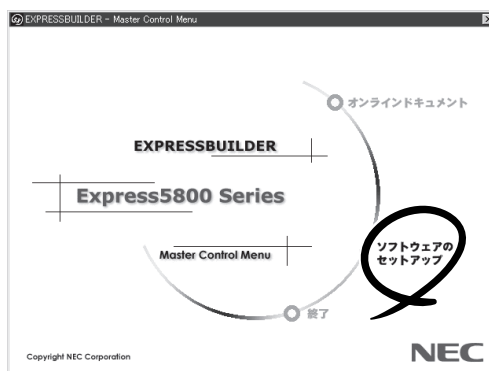 EXPRESSBUILDER - Master Control Menu
オンラインドキュメント
EXPRESSBUILDER
Express5800 Series
ソフトウェアの
セットアップ
Master Control Menu
終了
Copyright NEC Corporation
NEC